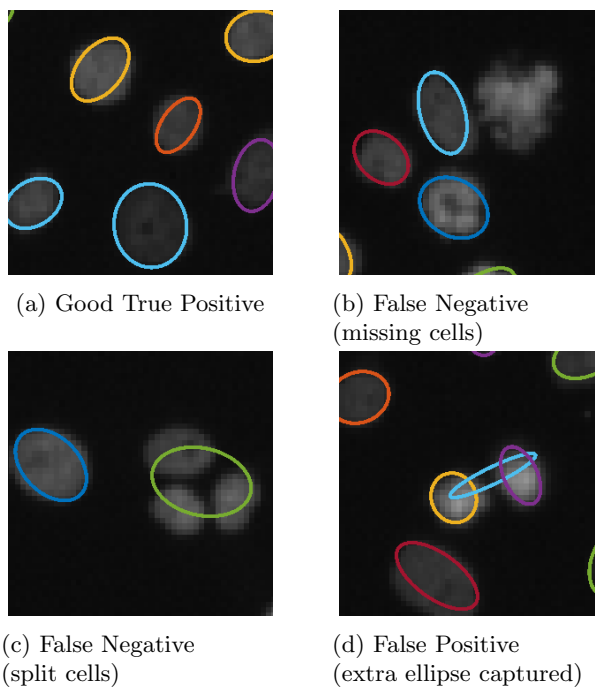 (a) Good True Positive
(b) False Negative
(missing cells)
(c) False Negative
(split cells)
(d) False Positive
(extra ellipse captured)